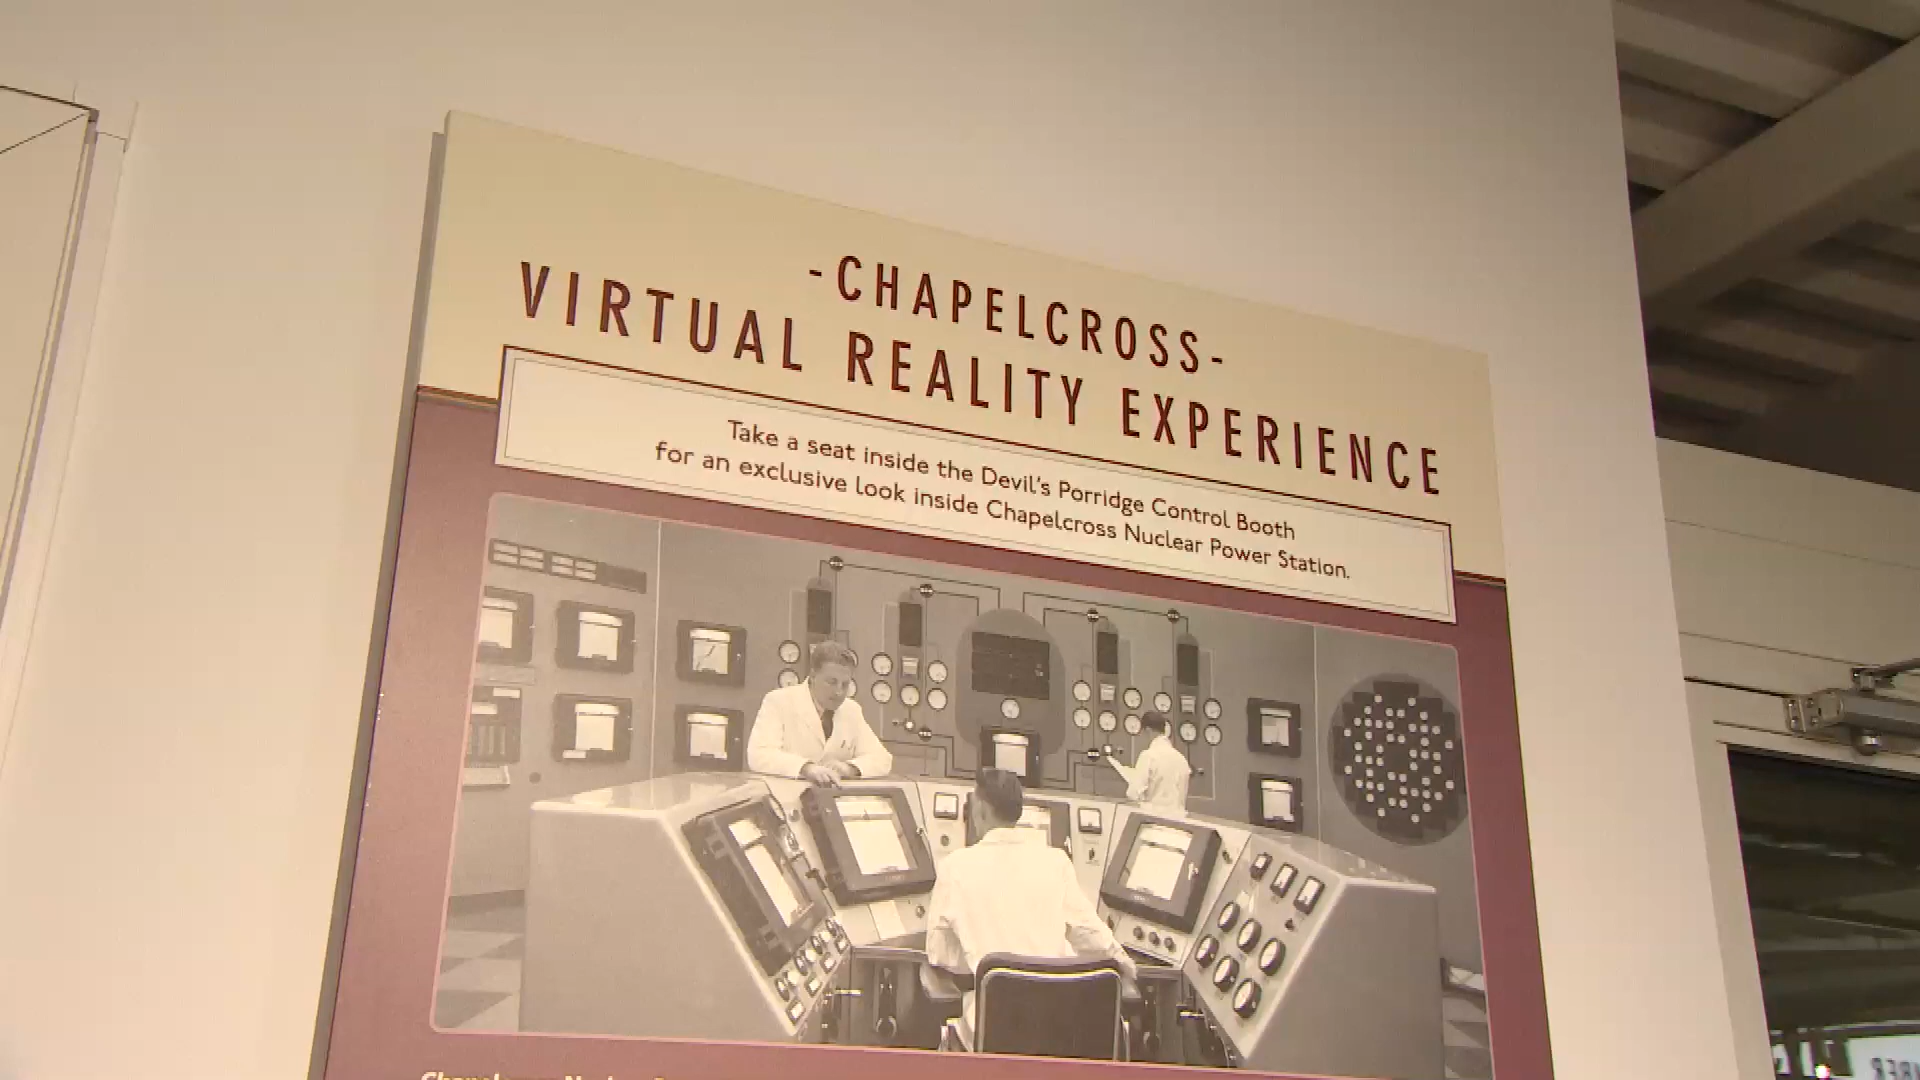 -CHAPELCROSS-
VIRTUAL REALITY EXPERIENCE
Take a seat inside the Devil's Porridge Control Booth
for an exclusive look inside Chapelcross Nuclear Power Station.